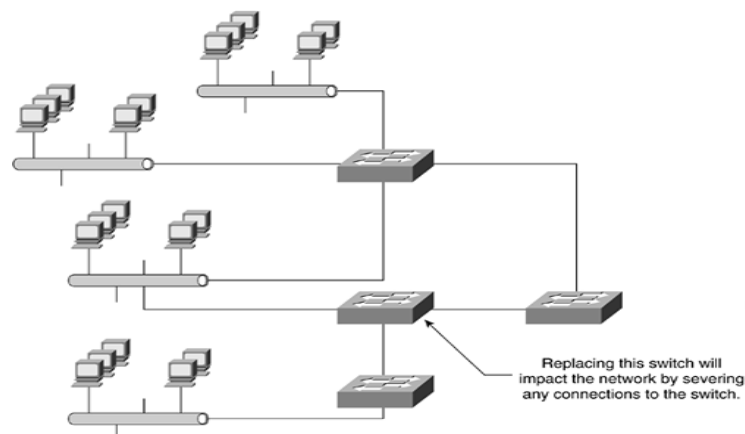 Replacing this switch will
impact the network by severing
any connections to the switch.